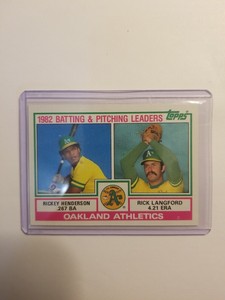 1982 BATTING & PITCHING LEADERS
Topps
RICKEY HENDERSON
.267 BA
RICK LANGFORD
4.21 ERA
OAKLAND ATHLETICS